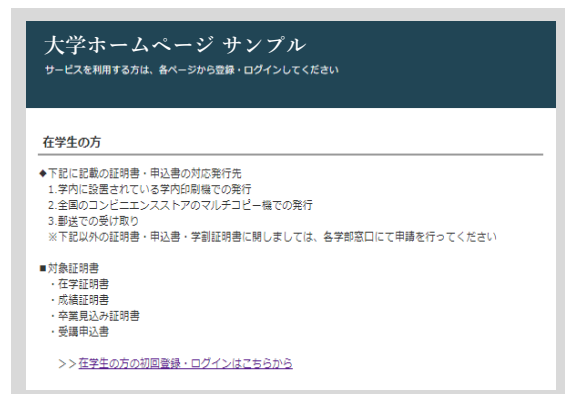 大学ホームページ サンプル
サービスを利用する方は、各ページから登録・ログインしてください
在学生の方
◆下記に記載の証明書・申込書の対応発行先
1.学内に設置されている学内印刷機での発行
2.全国のコンビニエンスストアのマルチコピー機での発行
3.郵送での受け取り
※下記以外の証明書・申込書・学割証明書に関しましては、各学部窓口にて申請を行ってください
■対象証明書
・在学証明書
・成績証明書
・卒業見込み証明書
・受講申込書
>>在学生の方の初回登録・ログインはこちらから